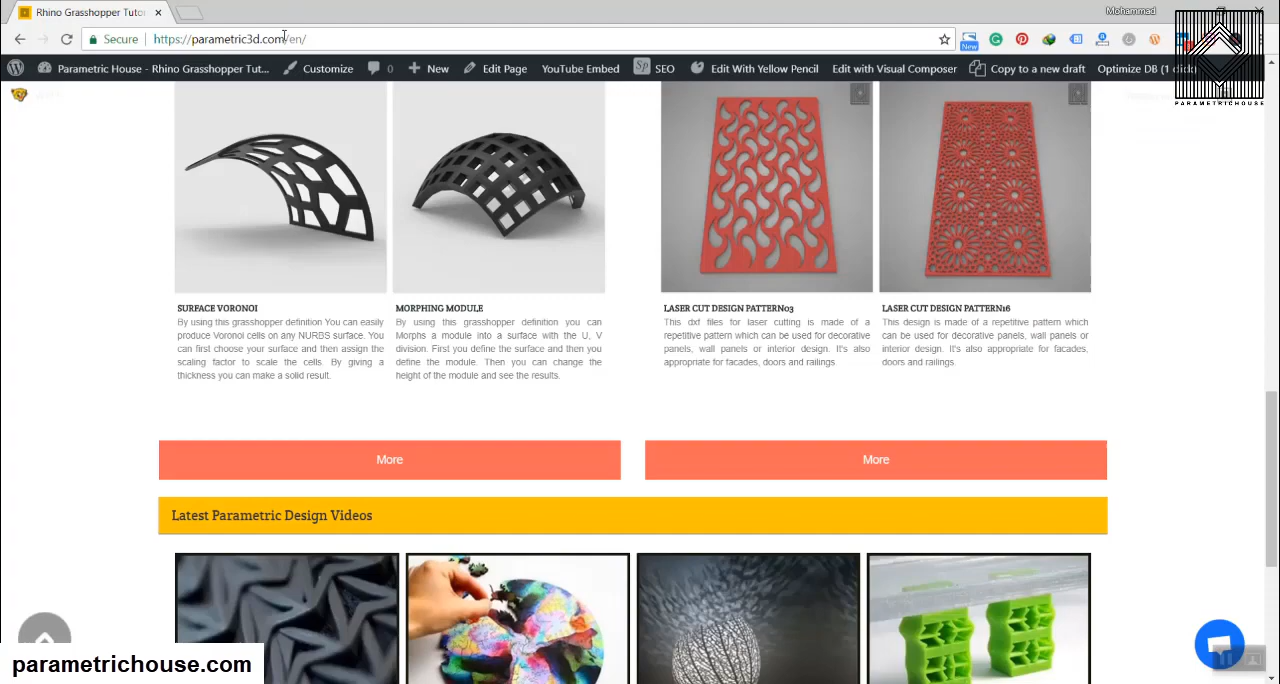 Rhino Grasshopper Tuto
Mohammad
Secure https://parametric3d.com/en/
New
Parametric House - Rhino Grasshopper Tut... Customize 0 New Edit Page YouTube Embed SEO Edit With Yellow Pencil Edit with Visual Composer Copy to a new draft Optimize DB (1 click)
PARAMETRICHOUSE
SURFACE VORONOI
By using this grasshopper definition You can easily
produce Voronoi cells on any NURBS surface. You
can first choose your surface and then assign the
scaling factor to scale the cells. By giving a
thickness you can make a solid result.
MORPHING MODULE
By using this grasshopper definition you can
Morphs a module into a surface with the U, V
division. First you define the surface and then you
define the module. Then you can change the
height of the module and see the results.
LASER CUT DESIGN PATTERN03
This dxf files for laser cutting is made of a
repetitive pattern which can be used for decorative
panels, wall panels or interior design. It's also
appropriate for facades, doors and railings
LASER CUT DESIGN PATTERN16
This design is made of a repetitive pattern which
can be used for decorative panels, wall panels or
interior design. It's also appropriate for facades,
doors and railings.
More
More
Latest Parametric Design Videos
parametrichouse.com